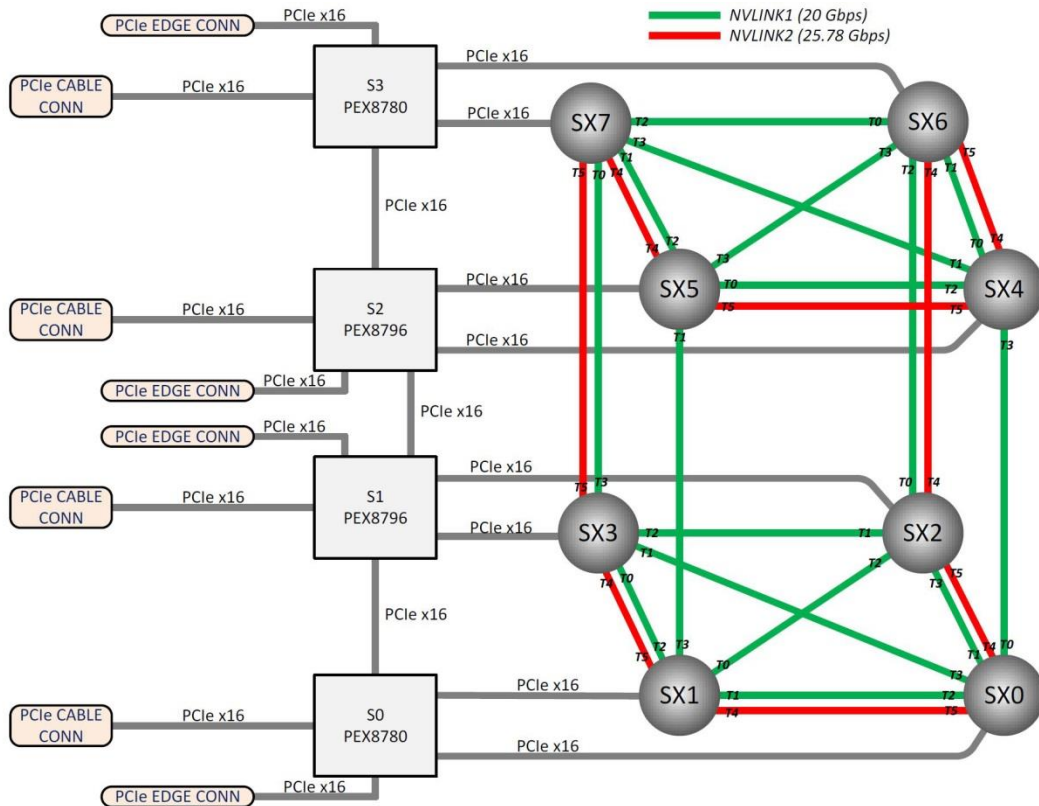 PCIe EDGE CONN
PCIe x16
NVLINK1 (20 Gbps)
NVLINK2 (25.78 Gbps)
PCIe CABLE
CONN
PCIe x16
S3
PEX8780
PCIe x16
PCIe x16
SX7
SX6
T2
T0
T3
T1
T5
T0
T4
T3
T2
T4
T1
T5
PCIe x16
T4
T2
T3
T0
T4
T1
PCIe CABLE
CONN
PCIe x16
S2
PEX8796
PCIe x16
SX5
SX4
T0
T2
T5
T5
T1
T3
PCIe x16
PCIe EDGE CONN
PCIe x16
PCIe EDGE CONN
PCIe x16
PCIe x16
PCIe CABLE
CONN
PCIe x16
S1
PEX8796
PCIe x16
PCIe x16
T5
T3
T0
T4
SX3
SX2
T2
T1
T1
T2
T0
T4
T3
T5
PCIe x16
T5
T2
T3
T0
T1
T4
T0
T3
PCIe CABLE
CONN
PCIe x16
S0
PEX8780
PCIe x16
SX1
SX0
T1
T2
T4
T5
PCIe x16
PCIe EDGE CONN
PCIe x16